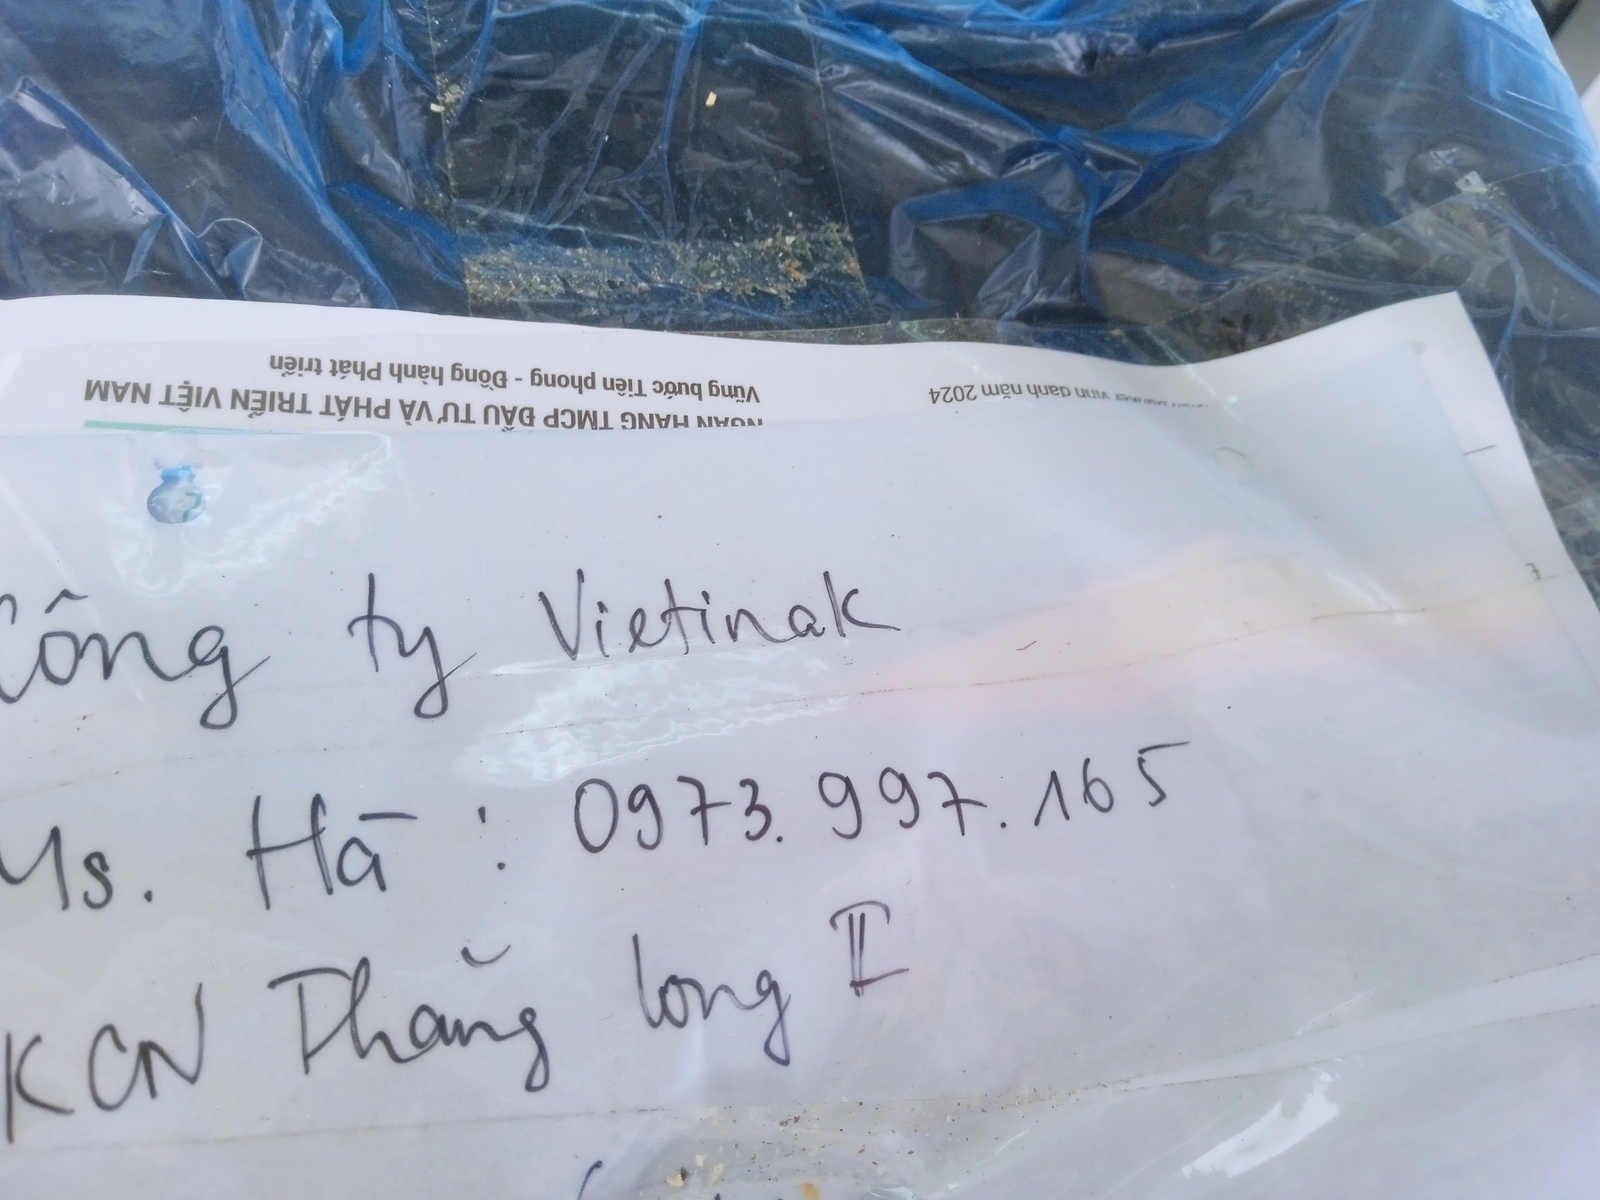 Vững bước Tiên phong - Đồng hành Phát triển
NGÂN HÀNG TMCP ĐẦU TƯ VÀ PHÁT TRIỂN VIỆT NAM
vinh danh năm 2024
Công ty Vietinak
Ms. Hà : 0973.997.165
KCN Thăng long II